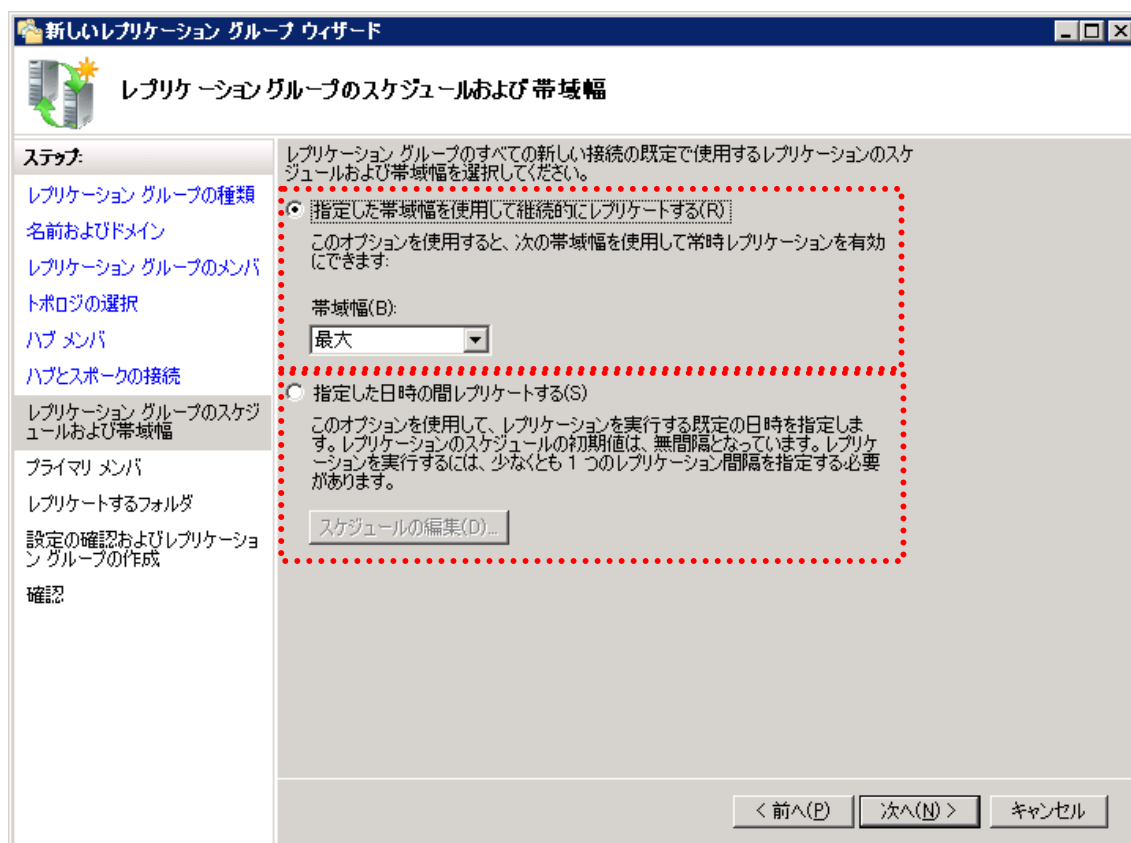 新しいレプリケーション グループ ウィザード
レプリケーション グループのスケジュールおよび帯域幅
ステップ:
レプリケーション グループの種類
名前およびドメイン
レプリケーション グループのメンバ
トポロジの選択
ハブ メンバ
ハブとスポークの接続
レプリケーション グループのスケジ
ュールおよび帯域幅
プライマリ メンバ
レプリケートするフォルダ
設定の確認およびレプリケーショ
ン グループの作成
確認
レプリケーション グループのすべての新しい接続の既定で使用するレプリケーションのスケ
ジュールおよび帯域幅を選択してください。
指定した帯域幅を使用して継続的にレプリケートする(R)
このオプションを使用すると、次の帯域幅を使用して常時レプリケーションを有効
にできます:
帯域幅(B):
最大
指定した日時の間レプリケートする(S)
このオプションを使用して、レプリケーションを実行する既定の日時を指定しま
す。レプリケーションのスケジュールの初期値は、無間隔となっています。レプリケ
ーションを実行するには、少なくとも 1 つのレプリケーション間隔を指定する必要
があります。
スケジュールの編集(D)...
< 前へ(P)
次へ(N) >
キャンセル